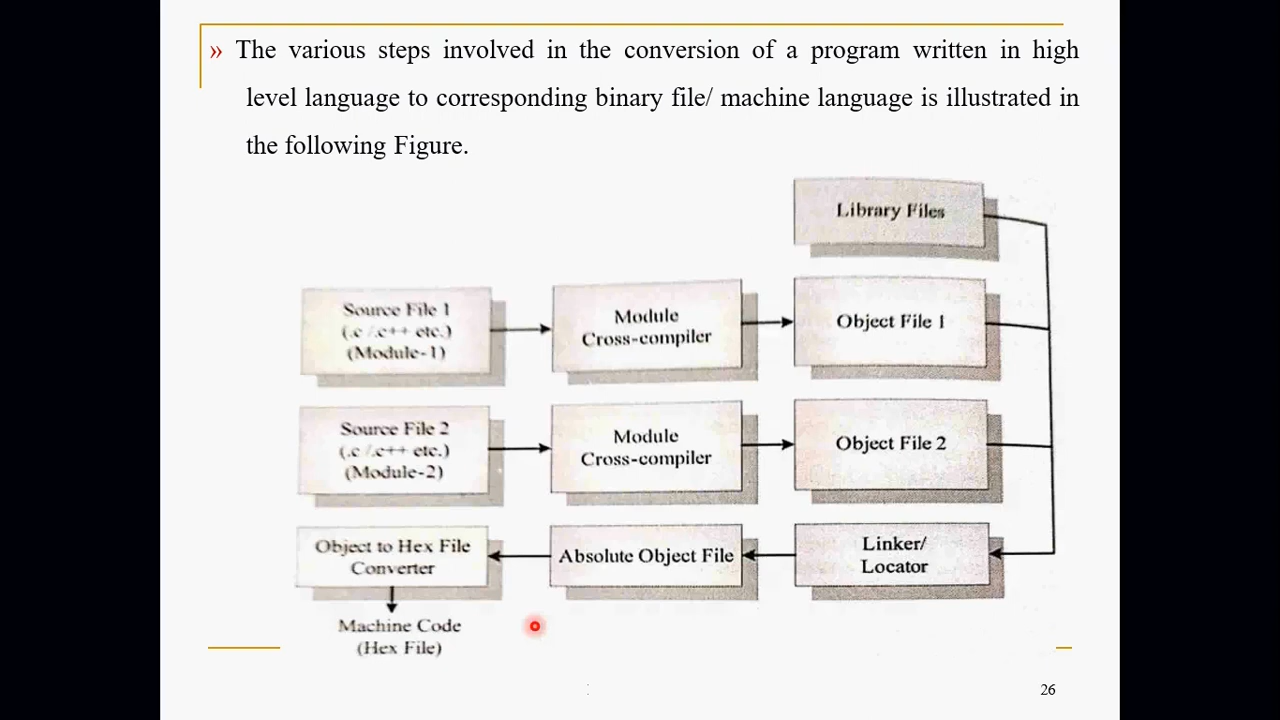 » The various steps involved in the conversion of a program written in high
level language to corresponding binary file/ machine language is illustrated in
the following Figure.
Library Files
Source File 1
(.c /.c++ etc.)
(Module-1)
Module
Cross-compiler
Object File 1
Source File 2
(.c /.c++ etc.)
(Module-2)
Module
Cross-compiler
Object File 2
Object to Hex File
Converter
Absolute Object File
Linker/
Locator
Machine Code
(Hex File)
26